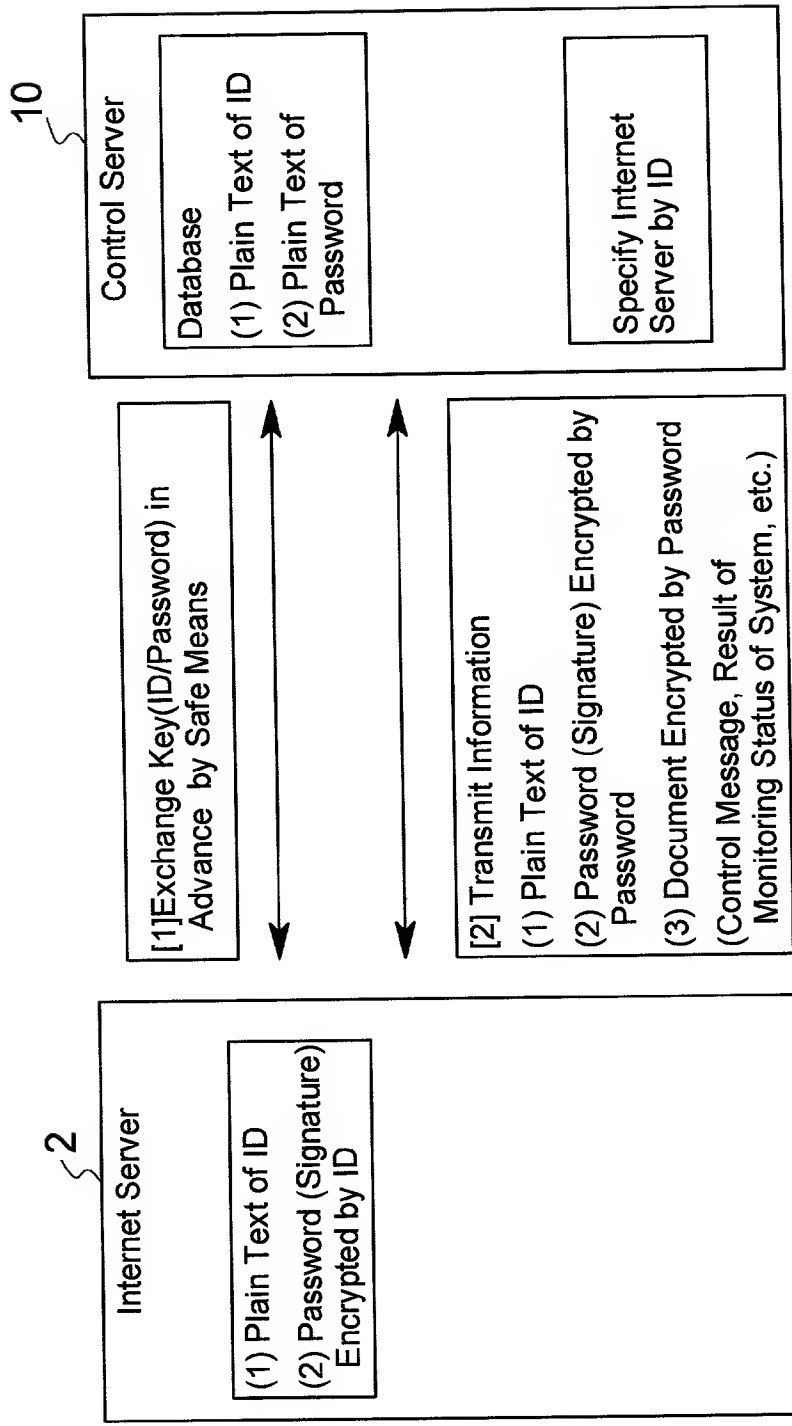 2
Internet Server
(1) Plain Text of ID
(2) Password (Signature)
Encrypted by ID
[1]Exchange Key(ID/Password) in
Advance by Safe Means
[2] Transmit Information
(1) Plain Text of ID
(2) Password (Signature) Encrypted by
Password
(3) Document Encrypted by Password
(Control Message, Result of
Monitoring Status of System, etc.)
10
Control Server
Database
(1) Plain Text of ID
(2) Plain Text of
Password
Specify Internet
Server by ID